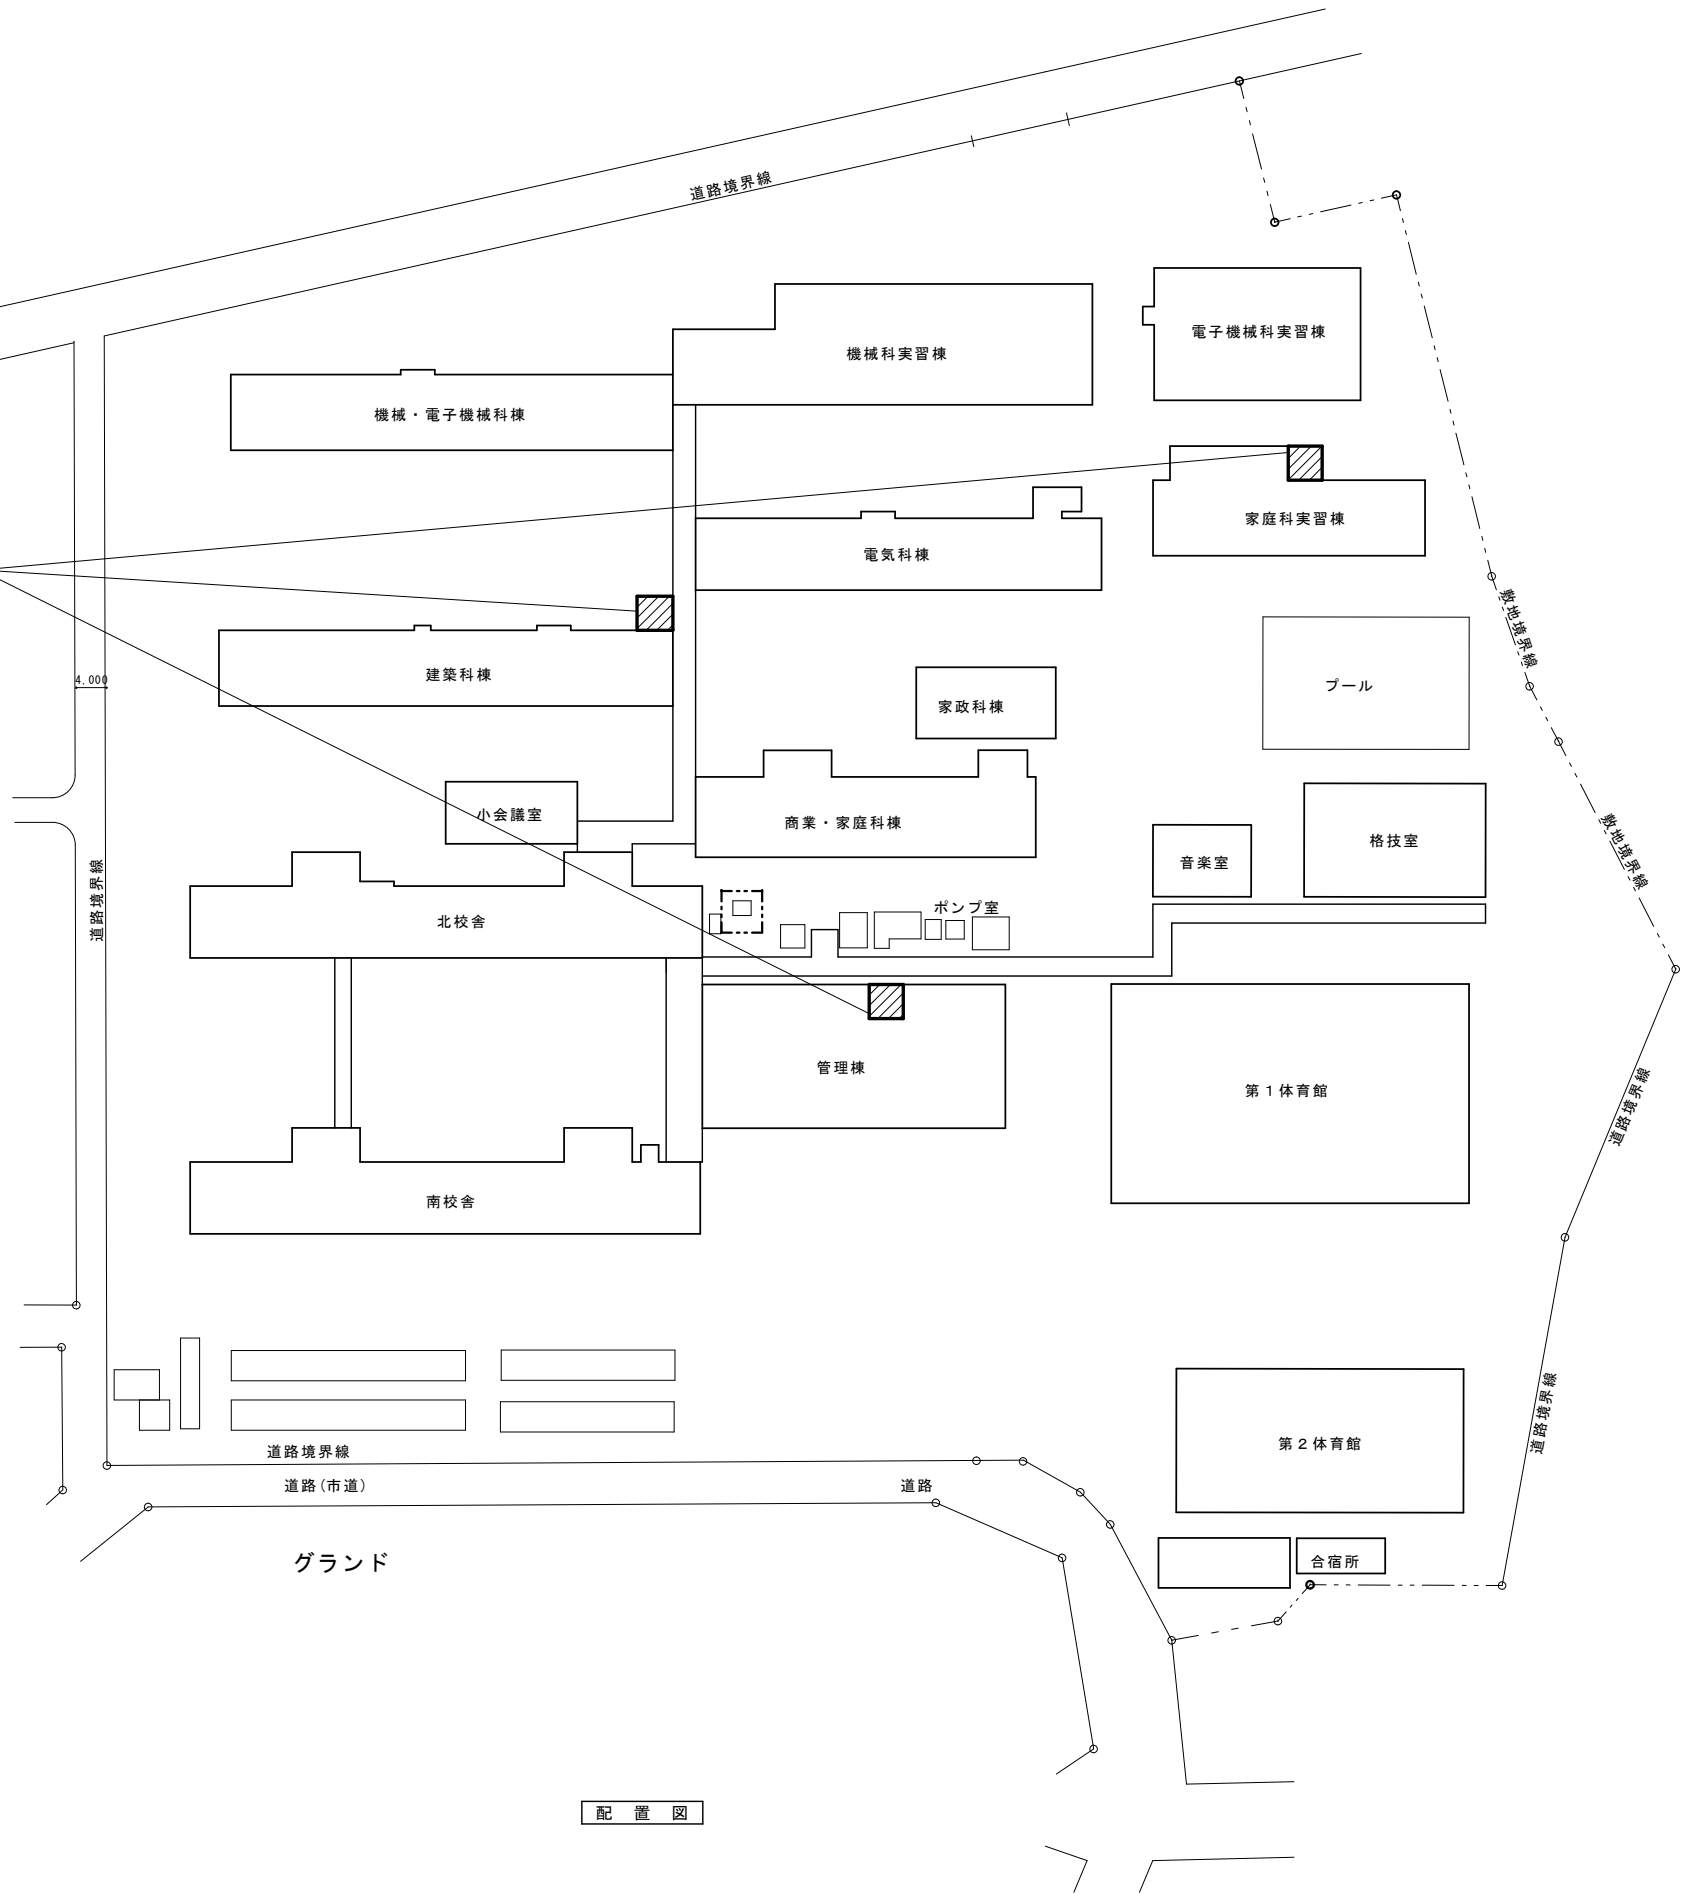 道路境界線
電子機械科実習棟
機械科実習棟
機械・電子機械科棟
家庭科実習棟
電気科棟
敷地境界線
建築科棟
4,000
プール
家政科棟
小会議室
商業・家庭科棟
格技室
敷地境界線
音楽室
道路境界線
ポンプ室
北校舎
管理棟
第1体育館
道路境界線
南校舎
道路境界線
第2体育館
道路境界線
道路(市道)
道路
グランド
合宿所
配 置 図